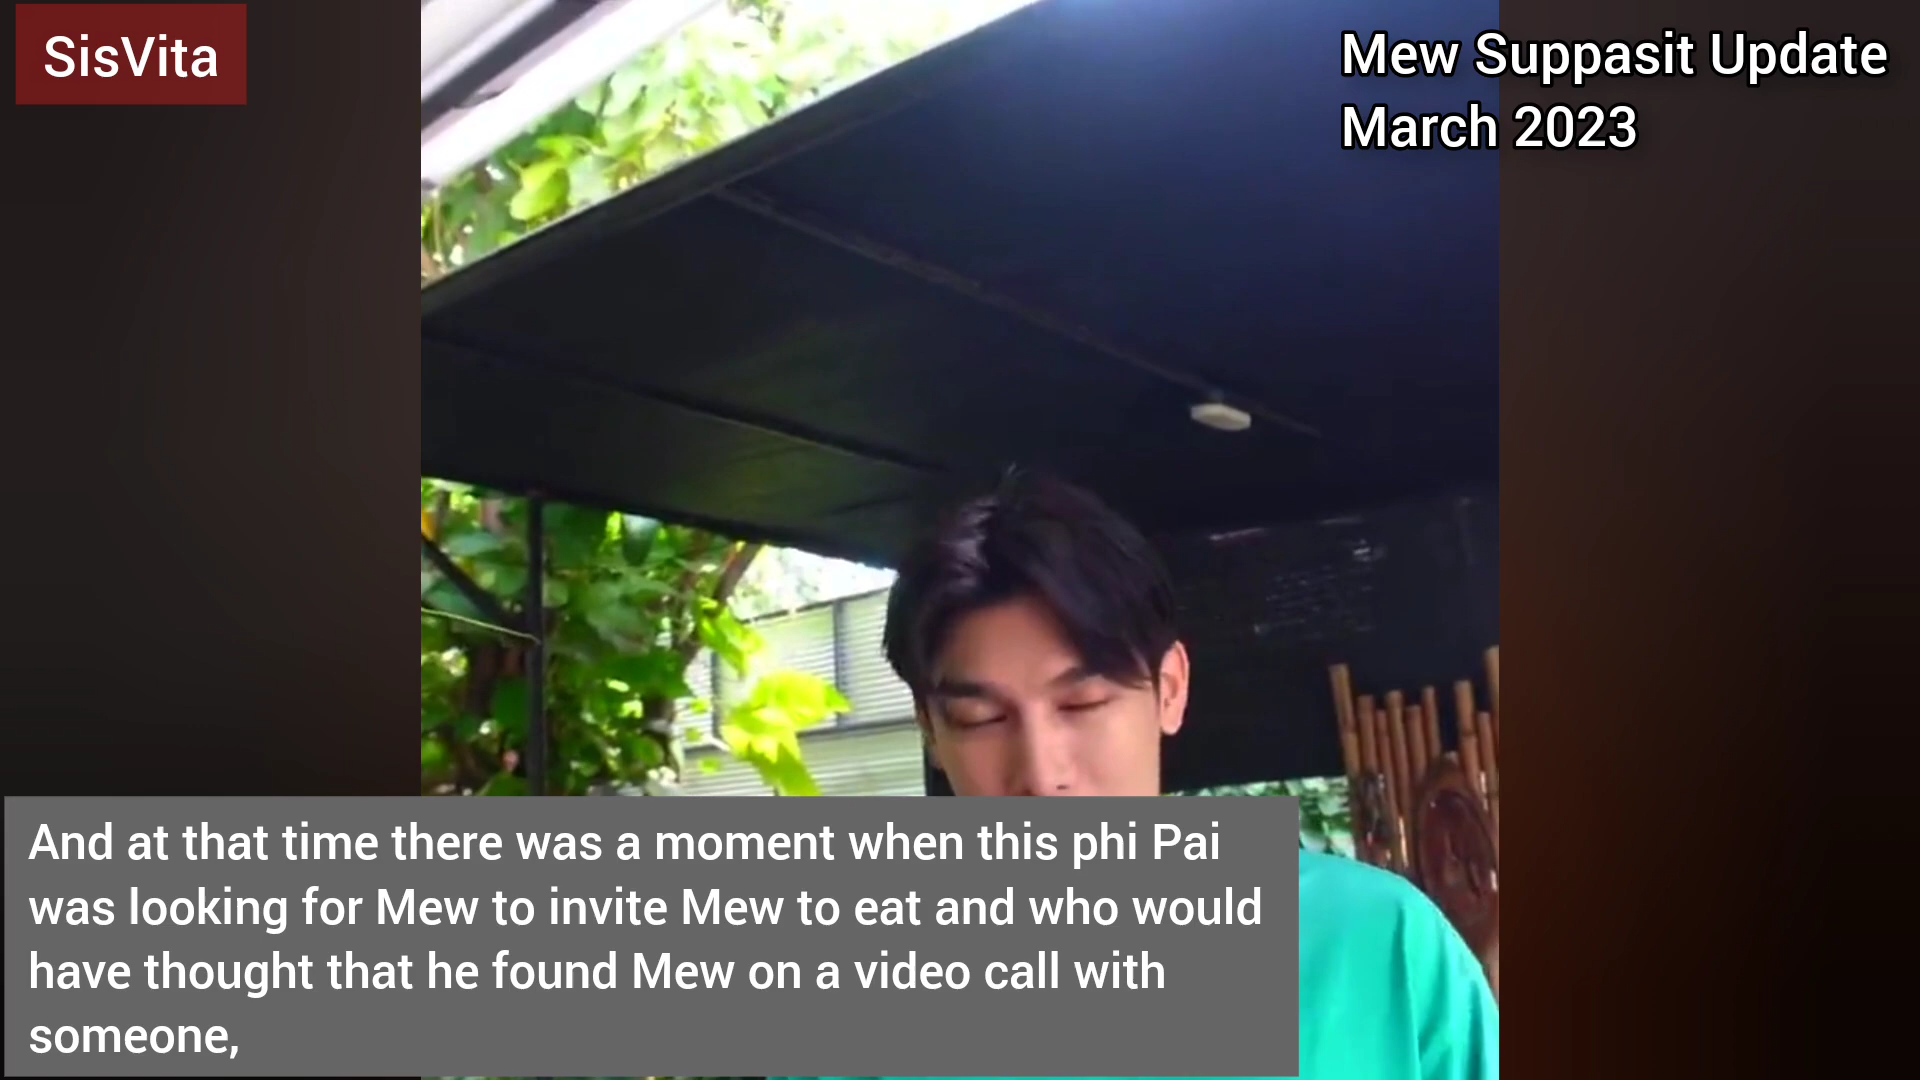 SisVita
Mew Suppasit Update
March 2023
And at that time there was a moment when this phi Pai
was looking for Mew to invite Mew to eat and who would
have thought that he found Mew on a video call with
someone,